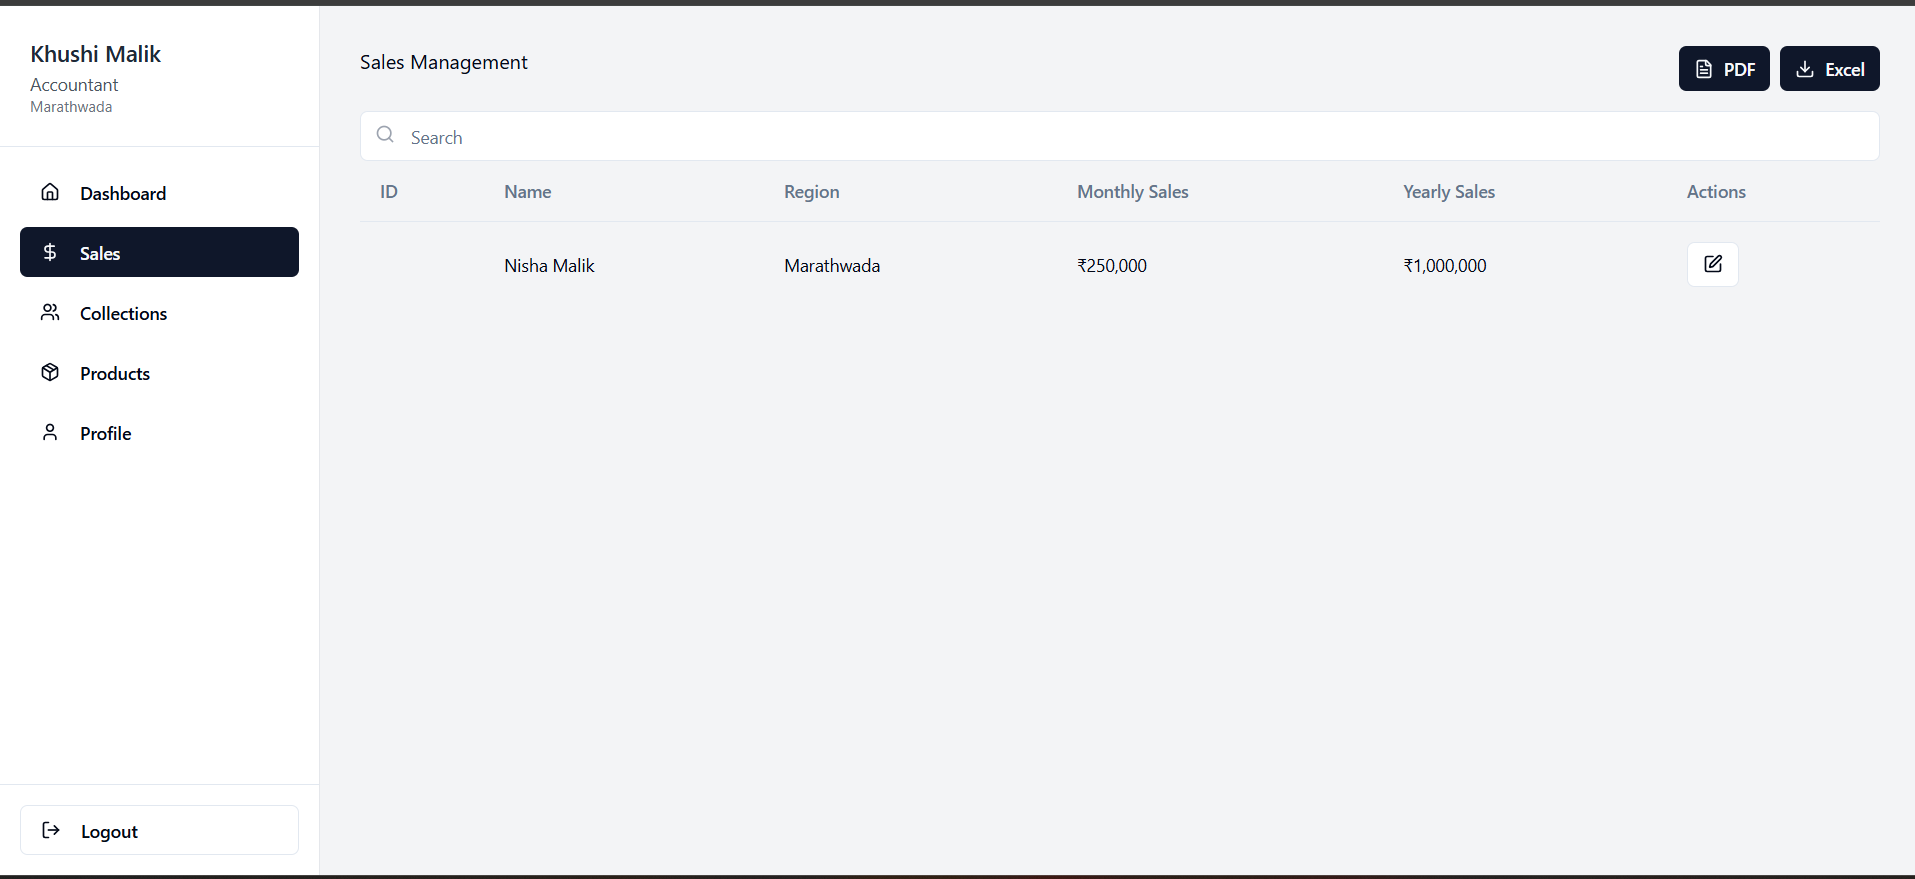 Khushi Malik
Accountant
Marathwada
Dashboard
Sales
Collections
Products
Profile
Logout
Sales Management
PDF Excel
Search
ID Name Region Monthly Sales Yearly Sales Actions
Nisha Malik Marathwada ₹250,000 ₹1,000,000